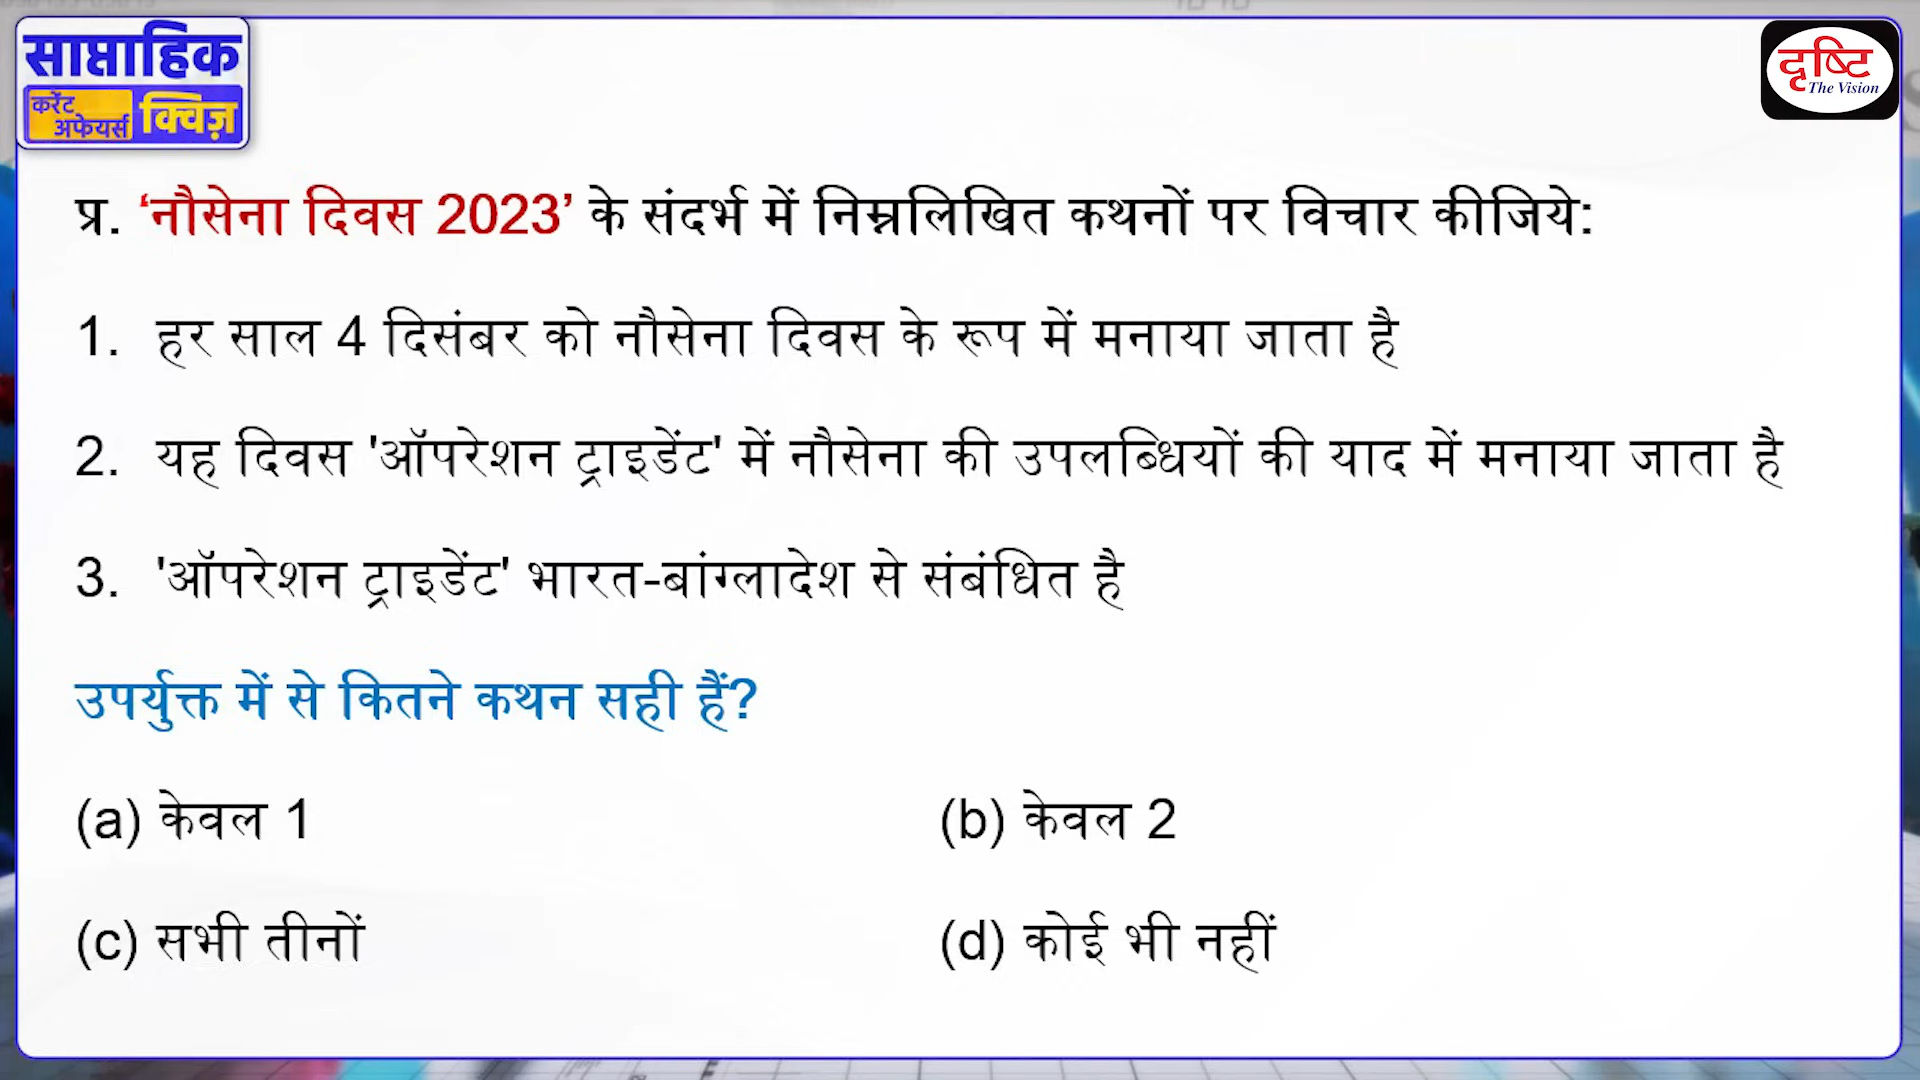 साप्ताहिक
करेंट
अफेयर्स क्विज़
दृष्टि
The Vision
प्र. ‘नौसेना दिवस 2023’ के संदर्भ में निम्नलिखित कथनों पर विचार कीजिये:
1. हर साल 4 दिसंबर को नौसेना दिवस के रूप में मनाया जाता है
2. यह दिवस 'ऑपरेशन ट्राइडेंट' में नौसेना की उपलब्धियों की याद में मनाया जाता है
3. 'ऑपरेशन ट्राइडेंट' भारत-बांग्लादेश से संबंधित है
उपर्युक्त में से कितने कथन सही हैं?
(a) केवल 1 (b) केवल 2
(c) सभी तीनों (d) कोई भी नहीं